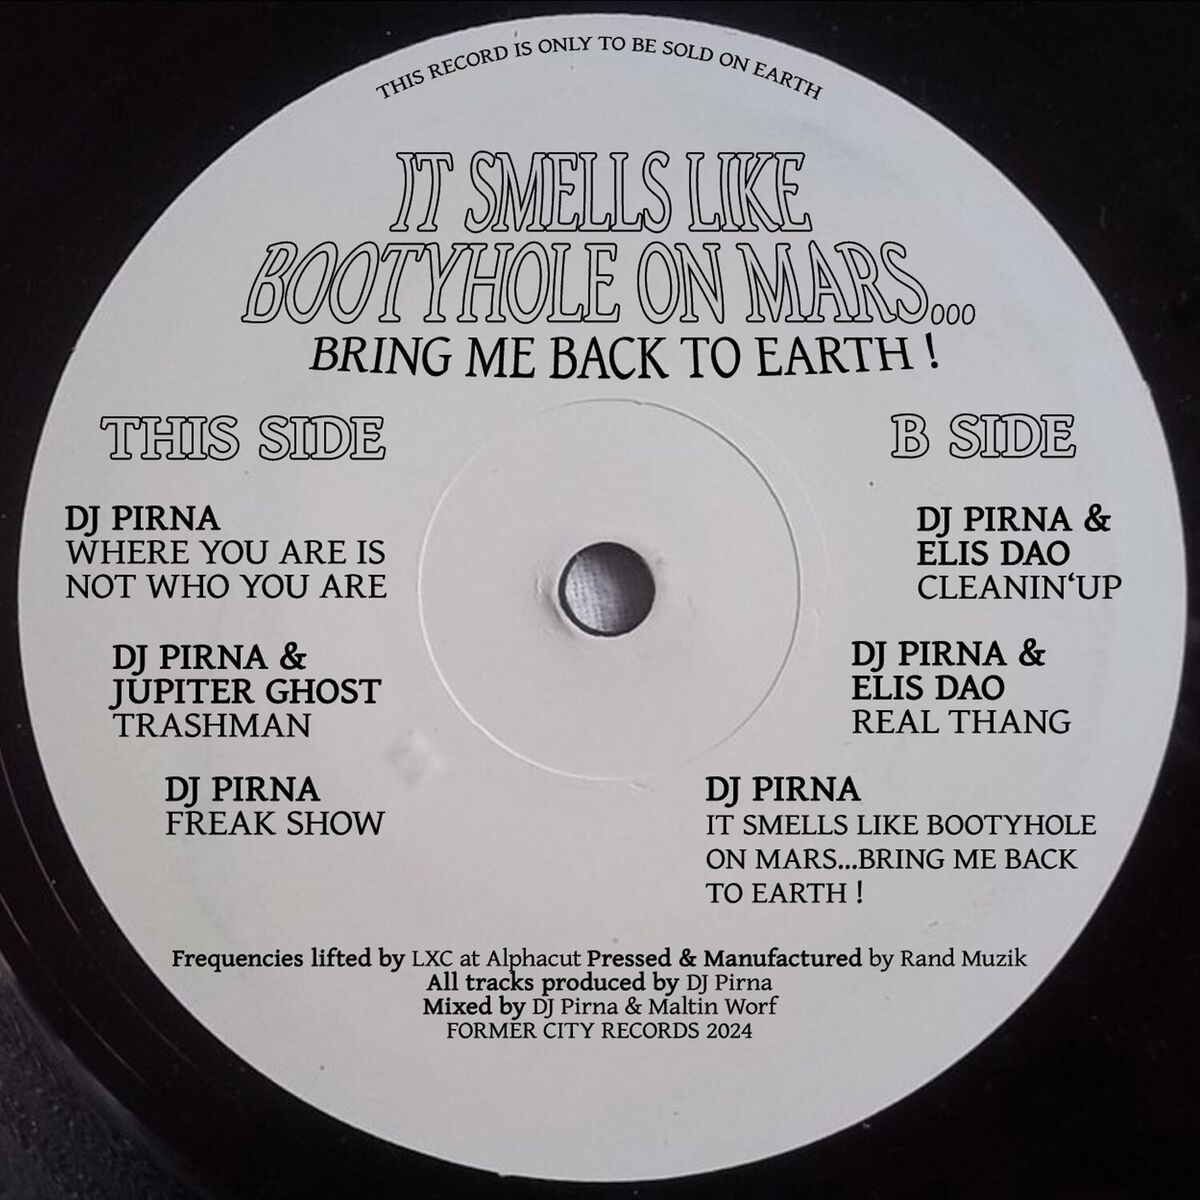 THIS RECORD IS ONLY TO BE SOLD ON EARTH
IT SMELLS LIKE
BOOTYHOLE ON MARS...
BRING ME BACK TO EARTH !
THIS SIDE
DJ PIRNA
WHERE YOU ARE IS
NOT WHO YOU ARE
DJ PIRNA &
JUPITER GHOST
TRASHMAN
DJ PIRNA
FREAK SHOW
B SIDE
DJ PIRNA &
ELIS DAO
CLEANIN‘UP
DJ PIRNA &
ELIS DAO
REAL THANG
DJ PIRNA
IT SMELLS LIKE BOOTYHOLE
ON MARS...BRING ME BACK
TO EARTH !
Frequencies lifted by LXC at Alphacut Pressed & Manufactured by Rand Muzik
All tracks produced by DJ Pirna
Mixed by DJ Pirna & Maltin Worf
FORMER CITY RECORDS 2024